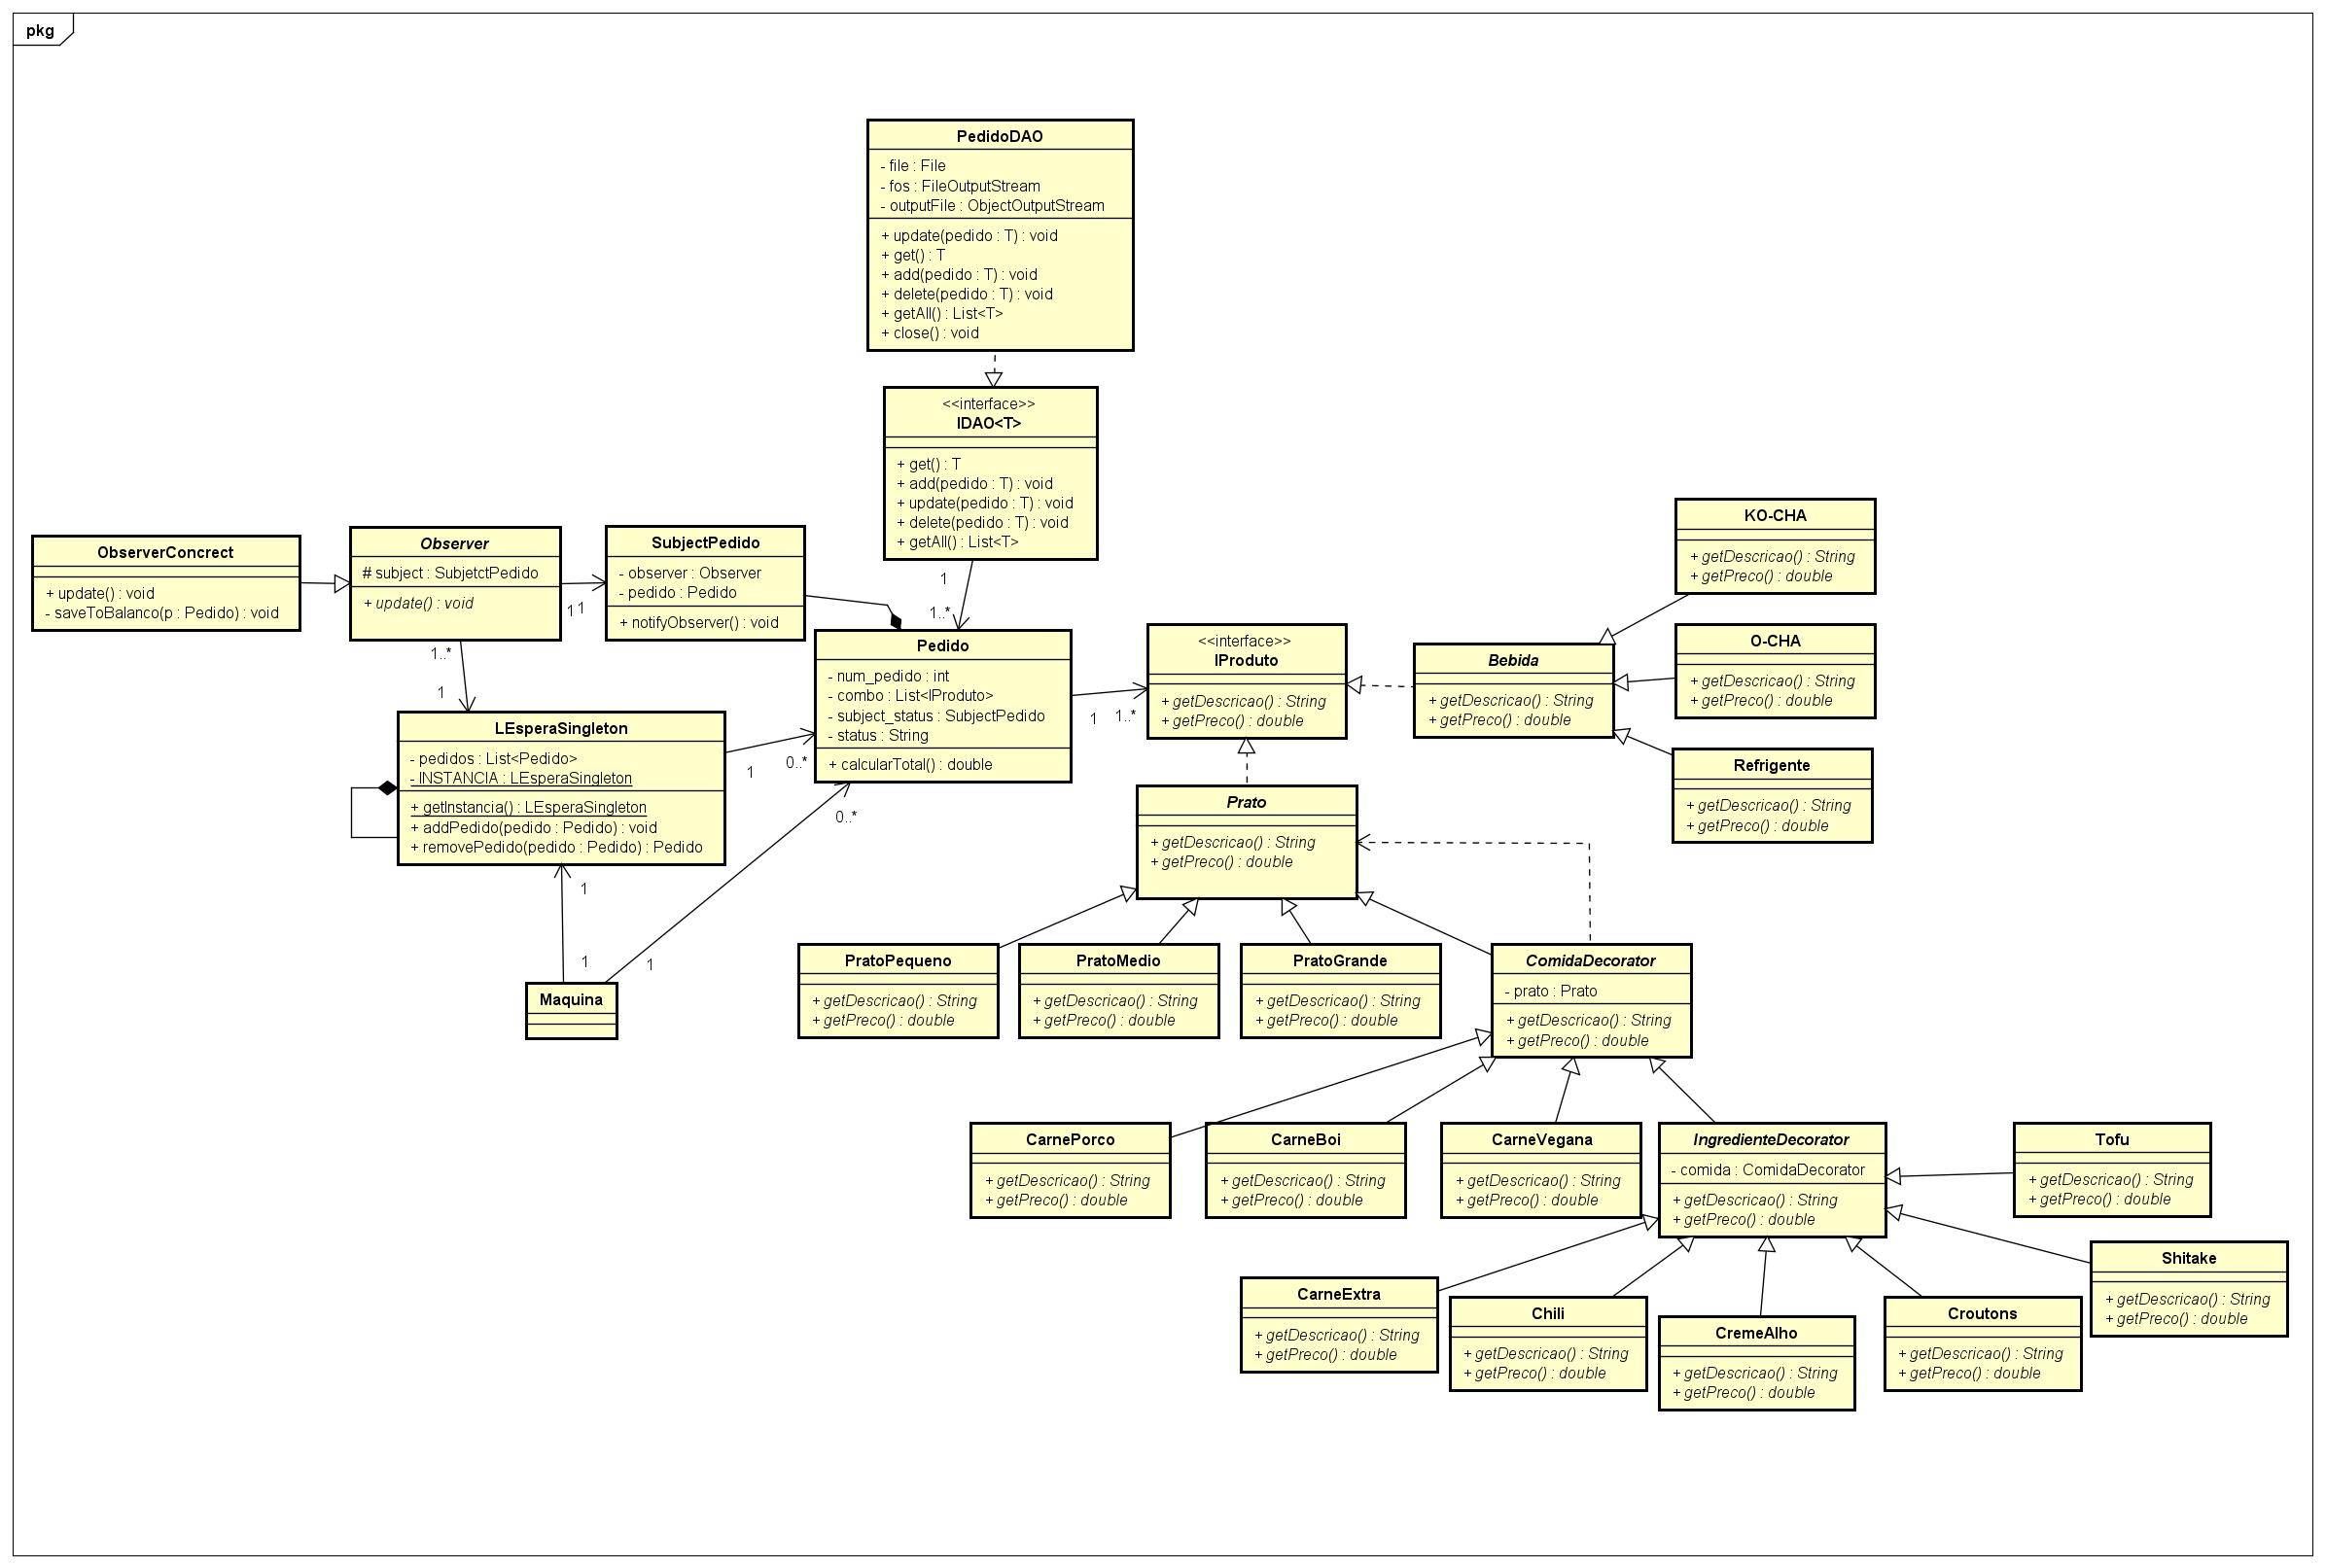 pkg
PedidoDAO
- file : File
- fos : FileOutputStream
- outputFile : ObjectOutputStream
+ update(pedido : T) : void
+ get() : T
+ add(pedido : T) : void
+ delete(pedido : T) : void
+ getAll() : List<T>
+ close() : void
<<interface>>
IDAO<T>
+ get() : T
+ add(pedido : T) : void
+ update(pedido : T) : void
+ delete(pedido : T) : void
+ getAll() : List<T>
1
1..*
ObserverConcrect
+ update() : void
- saveToBalanco(p : Pedido) : void
Observer
# subject : SubjetctPedido
+ update() : void
1
1
1..*
1
SubjectPedido
- observer : Observer
- pedido : Pedido
+ notifyObserver() : void
Pedido
- num_pedido : int
- combo : List<IProduto>
- subject_status : SubjectPedido
- status : String
+ calcularTotal() : double
1
1..*
<<interface>>
IProduto
+ getDescricao() : String
+ getPreco() : double
Bebida
+ getDescricao() : String
+ getPreco() : double
KO-CHA
+ getDescricao() : String
+ getPreco() : double
O-CHA
+ getDescricao() : String
+ getPreco() : double
Refrigente
+ getDescricao() : String
+ getPreco() : double
LEsperaSingleton
- pedidos : List<Pedido>
- INSTANCIA : LEsperaSingleton
+ getInstancia() : LEsperaSingleton
+ addPedido(pedido : Pedido) : void
+ removePedido(pedido : Pedido) : Pedido
1
0..*
0..*
1
1
1
Maquina
Prato
+ getDescricao() : String
+ getPreco() : double
PratoPequeno
+ getDescricao() : String
+ getPreco() : double
PratoMedio
+ getDescricao() : String
+ getPreco() : double
PratoGrande
+ getDescricao() : String
+ getPreco() : double
ComidaDecorator
- prato : Prato
+ getDescricao() : String
+ getPreco() : double
CarnePorco
+ getDescricao() : String
+ getPreco() : double
CarneBoi
+ getDescricao() : String
+ getPreco() : double
CarneVegana
+ getDescricao() : String
+ getPreco() : double
IngredienteDecorator
- comida : ComidaDecorator
+ getDescricao() : String
+ getPreco() : double
Tofu
+ getDescricao() : String
+ getPreco() : double
Shitake
+ getDescricao() : String
+ getPreco() : double
CarneExtra
+ getDescricao() : String
+ getPreco() : double
Chili
+ getDescricao() : String
+ getPreco() : double
CremeAlho
+ getDescricao() : String
+ getPreco() : double
Croutons
+ getDescricao() : String
+ getPreco() : double